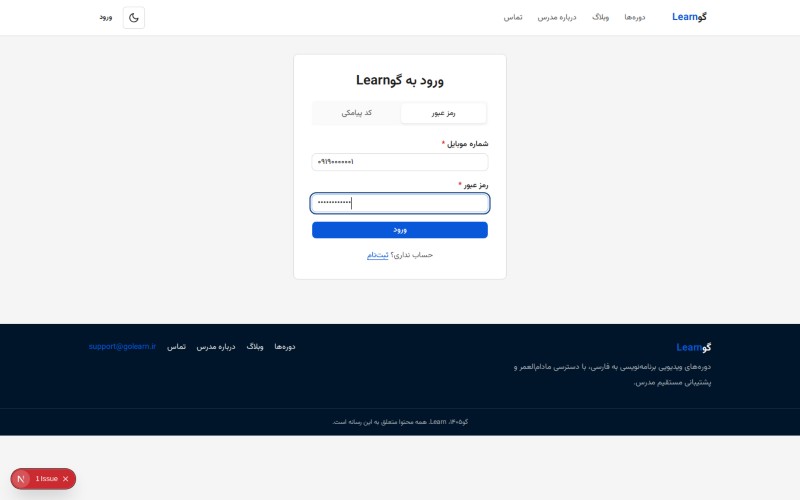 گوLearn
دوره‌ها
وبلاگ
درباره مدرس
تماس
ورود
ورود به گوLearn
رمز عبور
کد پیامکی
شماره موبایل *
۰۹۱۹۰۰۰۰۰۰۱
رمز عبور *
••••••••••••
ورود
حساب نداری؟ ثبت‌نام
گوLearn
دوره‌های ویدیویی برنامه‌نویسی به فارسی، با دسترسی مادام‌العمر و
پشتیبانی مستقیم مدرس.
دوره‌ها
وبلاگ
درباره مدرس
تماس
support@golearn.ir
گوLearn ،۱۴۰۵. همه محتوا متعلق به این رسانه است.
N 1 Issue